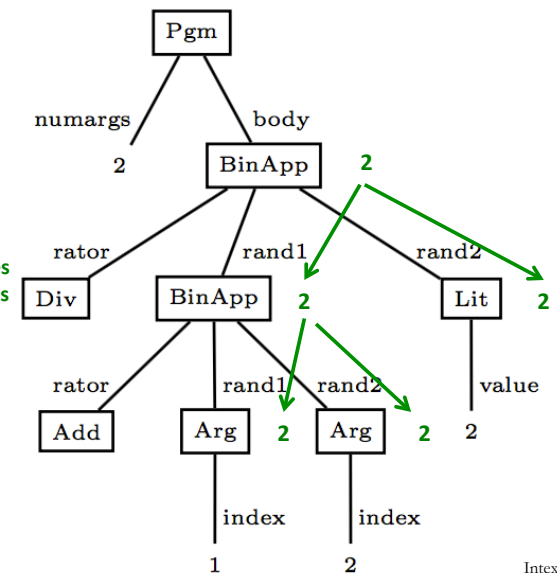 Pgm
numargs body
2
BinApp 2
rator rand1 rand2
es
s Div BinApp 2 Lit 2
rator rand1 rand2 value
Add Arg 2 Arg 2 2
index index
1 2
Intex